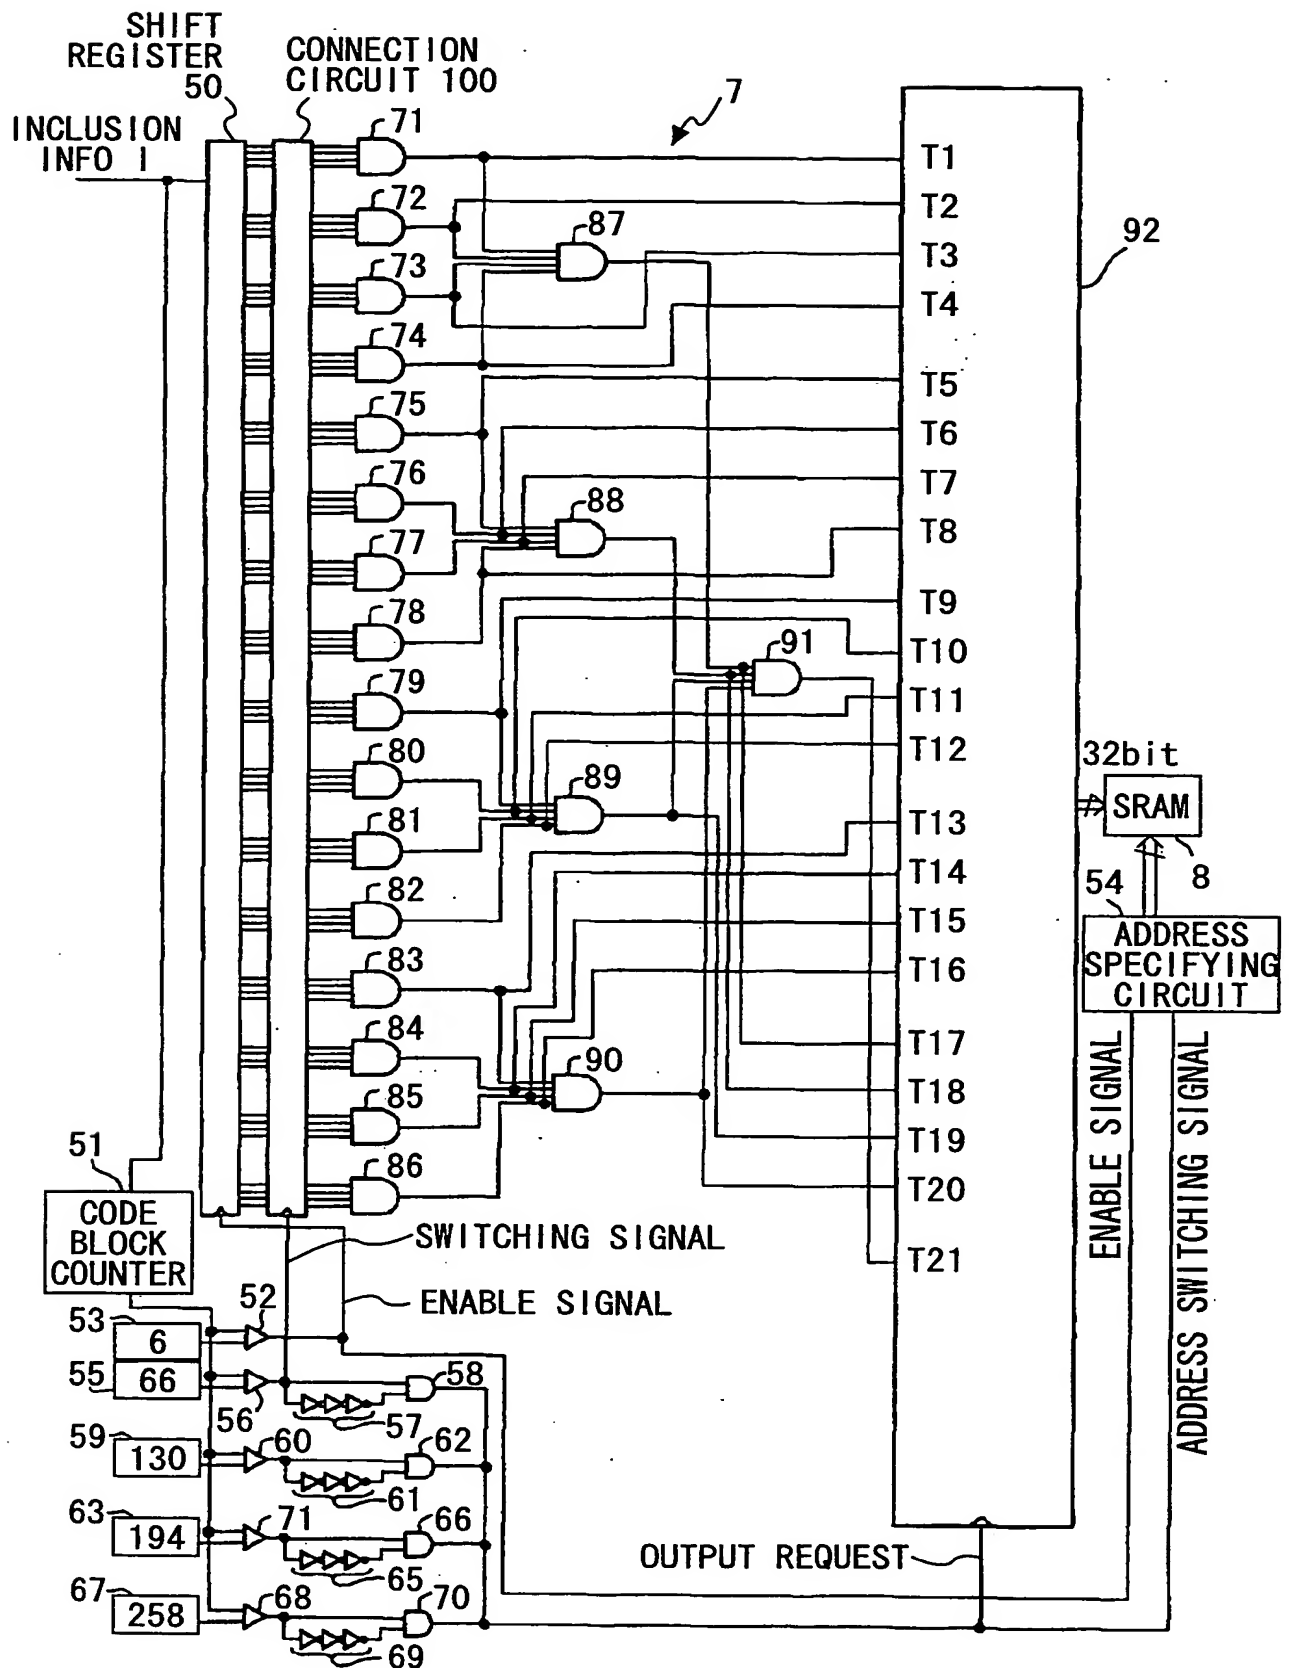 SHIFT
REGISTER
50
CONNECTION
CIRCUIT 100
INCLUSION
INFO I
7
71
72
73
74
75
76
77
78
79
80
81
82
83
84
85
86
87
88
89
90
91
92
T1
T2
T3
T4
T5
T6
T7
T8
T9
T10
T11
T12
T13
T14
T15
T16
T17
T18
T19
T20
T21
32bit
SRAM
8
54
ADDRESS
SPECIFYING
CIRCUIT
ENABLE SIGNAL
ADDRESS SWITCHING SIGNAL
51
CODE
BLOCK
COUNTER
SWITCHING SIGNAL
ENABLE SIGNAL
53
6
52
55
66
56
57
58
59
130
60
61
62
63
194
71
65
66
67
258
68
69
70
OUTPUT REQUEST